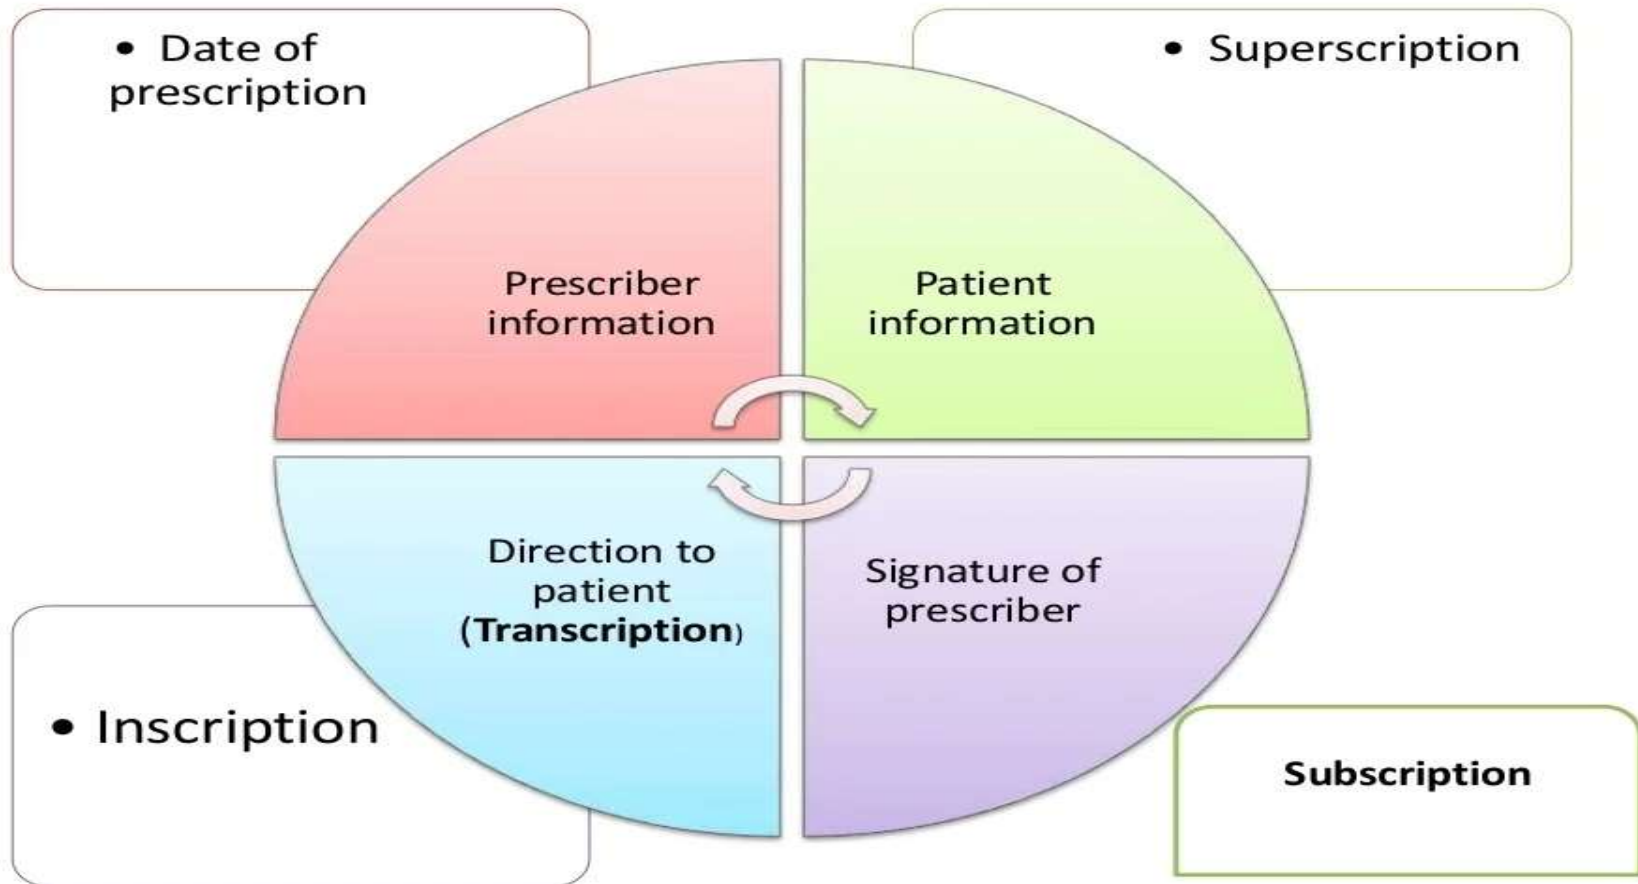 • Date of
prescription
• Superscription
Prescriber
information
Patient
information
Direction to
patient
(Transcription)
Signature of
prescriber
• Inscription
Subscription